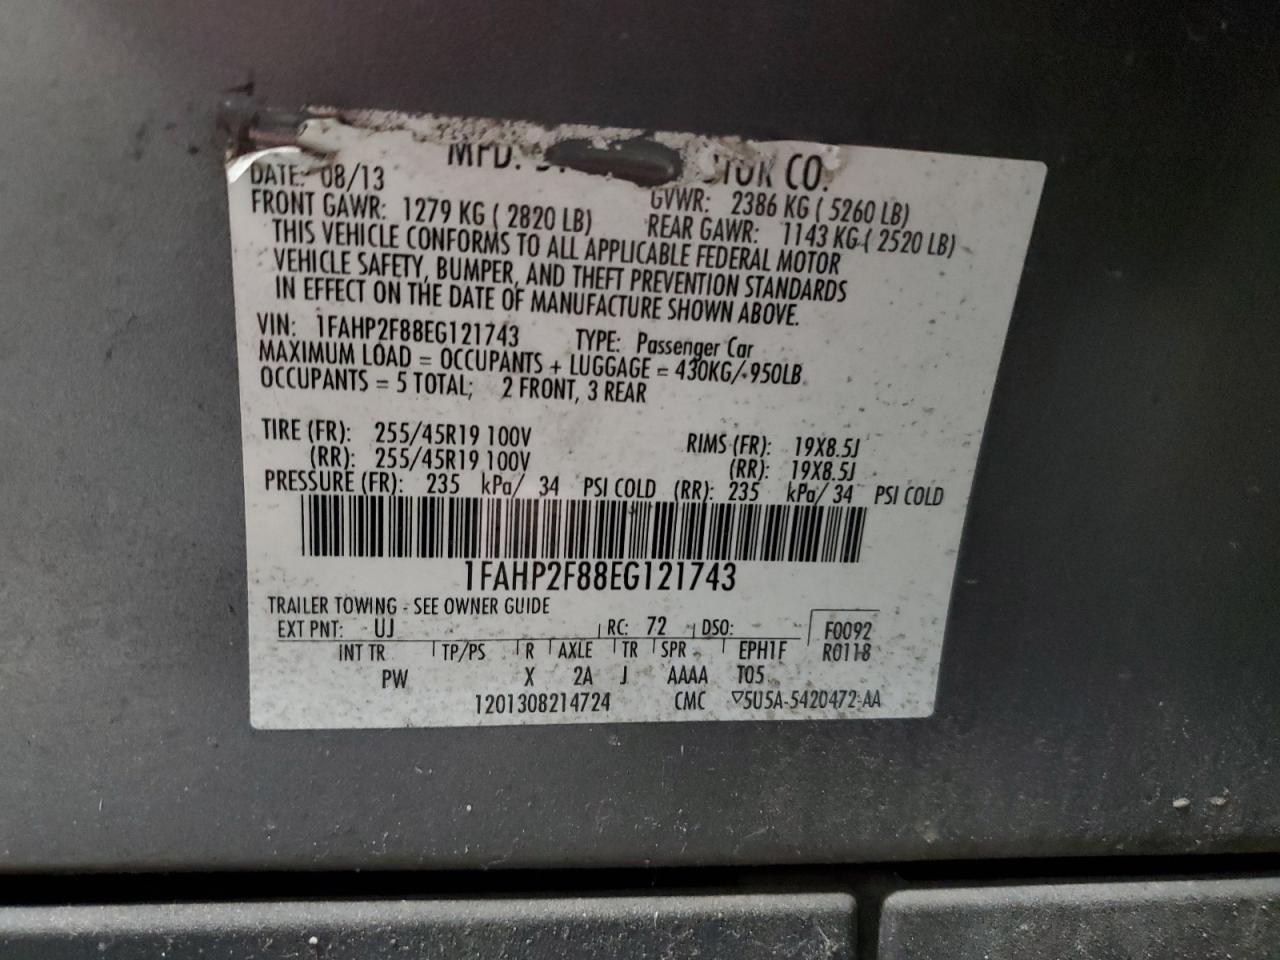 MFD. CO.
DATE: 08/13 GVWR: 2386 KG ( 5260 LB)
FRONT GAWR: 1279 KG ( 2820 LB) REAR GAWR: 1143 KG ( 2520 LB)
THIS VEHICLE CONFORMS TO ALL APPLICABLE FEDERAL MOTOR
VEHICLE SAFETY, BUMPER, AND THEFT PREVENTION STANDARDS
IN EFFECT ON THE DATE OF MANUFACTURE SHOWN ABOVE.
VIN: 1FAHP2F88EG121743 TYPE: Passenger Car
MAXIMUM LOAD = OCCUPANTS + LUGGAGE = 430KG/ 950LB
OCCUPANTS = 5 TOTAL; 2 FRONT, 3 REAR
TIRE (FR): 255/45R19 100V RIMS (FR): 19X8.5J
(RR): 255/45R19 100V (RR): 19X8.5J
PRESSURE (FR): 235 kPa/ 34 PSI COLD (RR): 235 kPa/ 34 PSI COLD
1FAHP2F88EG121743
TRAILER TOWING - SEE OWNER GUIDE
EXT PNT: UJ RC: 72 DSO: F0092
INT TR TP/PS R AXLE TR SPR EPH1F R0118
PW X 2A J AAAA T05
1201308214724 CMC ▽5U5A-5420472-AA